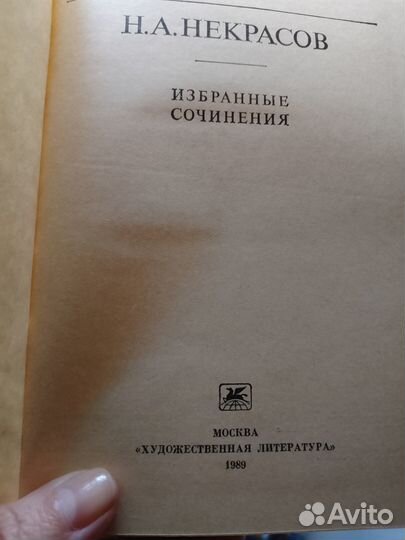 Н.А.НЕКРАСОВ
ИЗБРАННЫЕ
СОЧИНЕНИЯ
МОСКВА
«ХУДОЖЕСТВЕННАЯ ЛИТЕРАТУРА»
1989
Avito